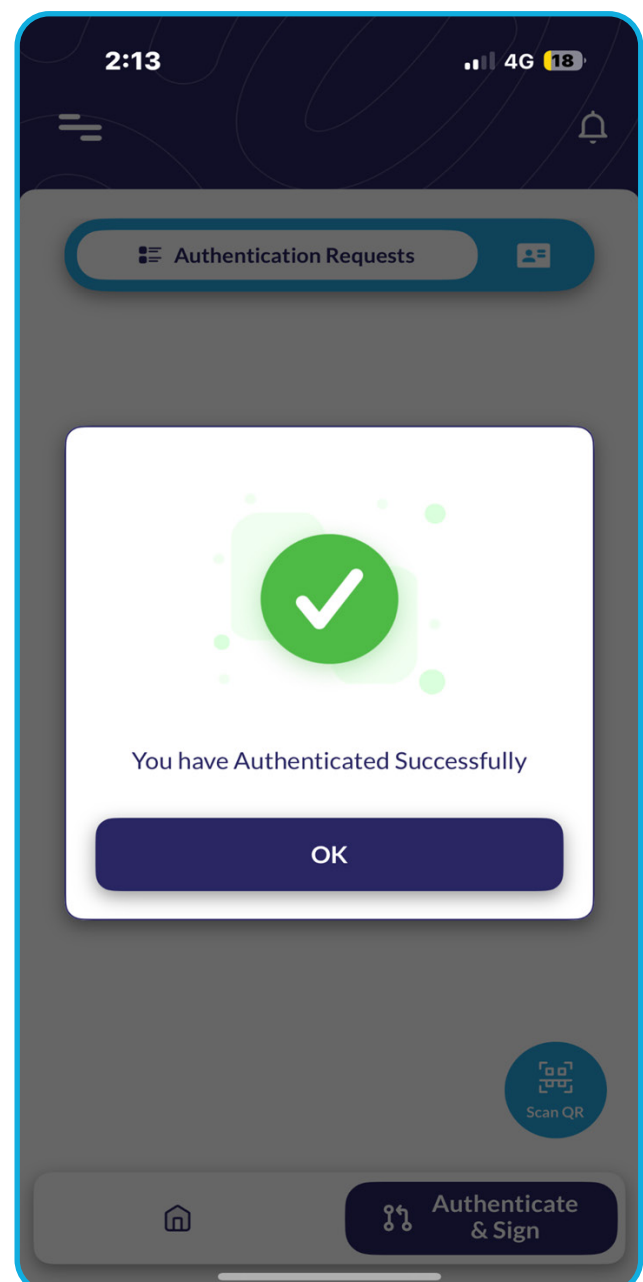 2:13
4G 18
Authentication Requests
You have Authenticated Successfully
OK
Scan QR
Authenticate
& Sign